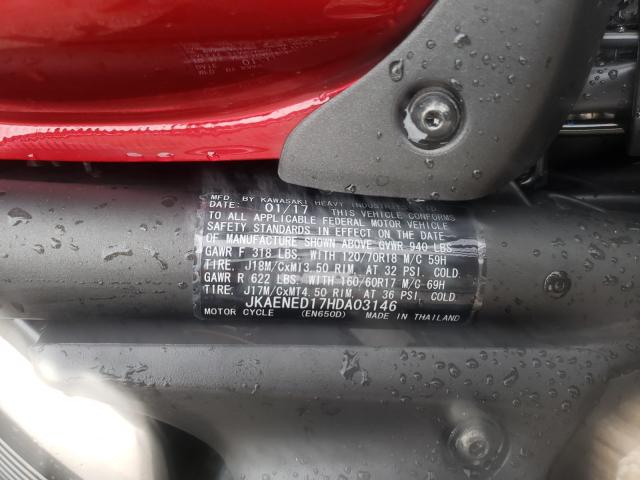 MFD. BY KAWASAKI HEAVY INDUSTRIES
DATE: 01/17 THIS VEHICLE CONFORMS
TO ALL APPLICABLE FEDERAL MOTOR VEHICLE
SAFETY STANDARDS IN EFFECT ON THE DATE
OF MANUFACTURE SHOWN ABOVE GVWR 940 LBS
GAWR F 318 LBS. WITH 120/70R18 M/C 59H
TIRE, J18M/CxMT3.50 RIM, AT 32 PSI, COLD.
GAWR R 622 LBS. WITH 160/60R17 M/C 69H
TIRE, J17M/CxMT4.50 RIM, AT 36 PSI, COLD.
JKAENED17HDA03146
MOTOR CYCLE (EN650D) MADE IN THAILAND